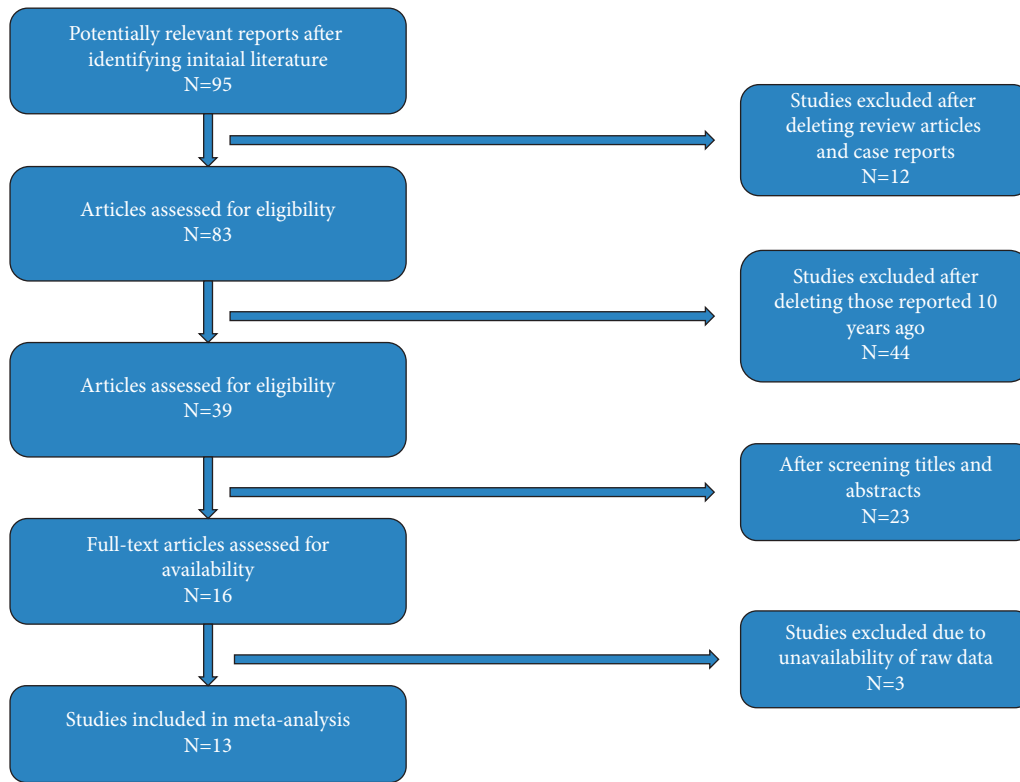 Potentially relevant reports after
identifying initaial literature
N=95
Studies excluded after
deleting review articles
and case reports
N=12
Articles assessed for eligibility
N=83
Studies excluded after
deleting those reported 10
years ago
N=44
Articles assessed for eligibility
N=39
After screening titles and
abstracts
N=23
Full-text articles assessed for
availability
N=16
Studies excluded due to
unavailability of raw data
N=3
Studies included in meta-analysis
N=13